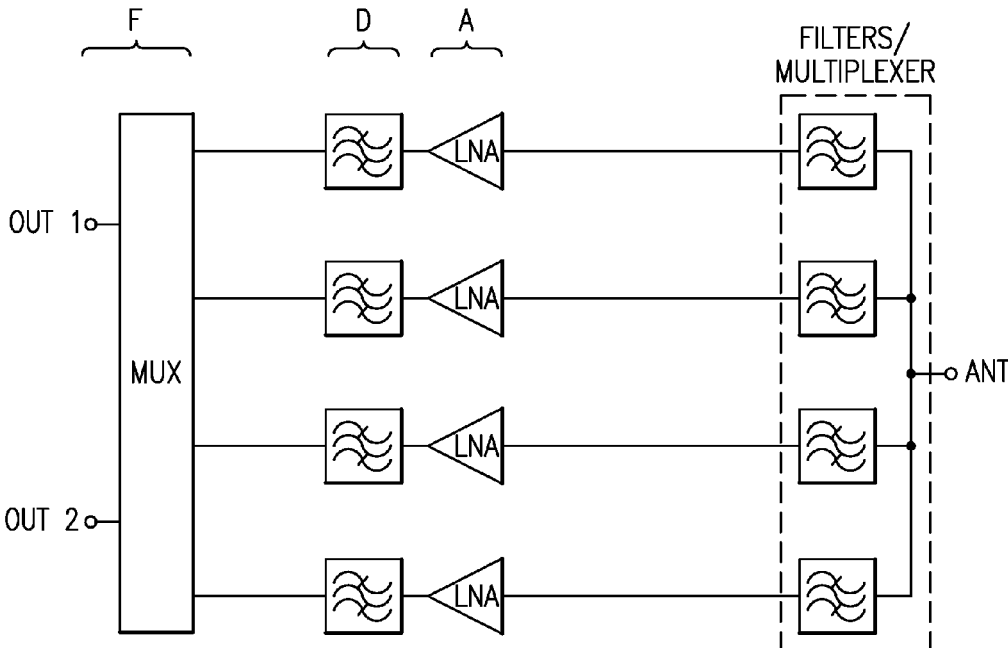 F
D
A
FILTERS/
MULTIPLEXER
LNA
OUT 1
LNA
MUX
ANT
LNA
OUT 2
LNA